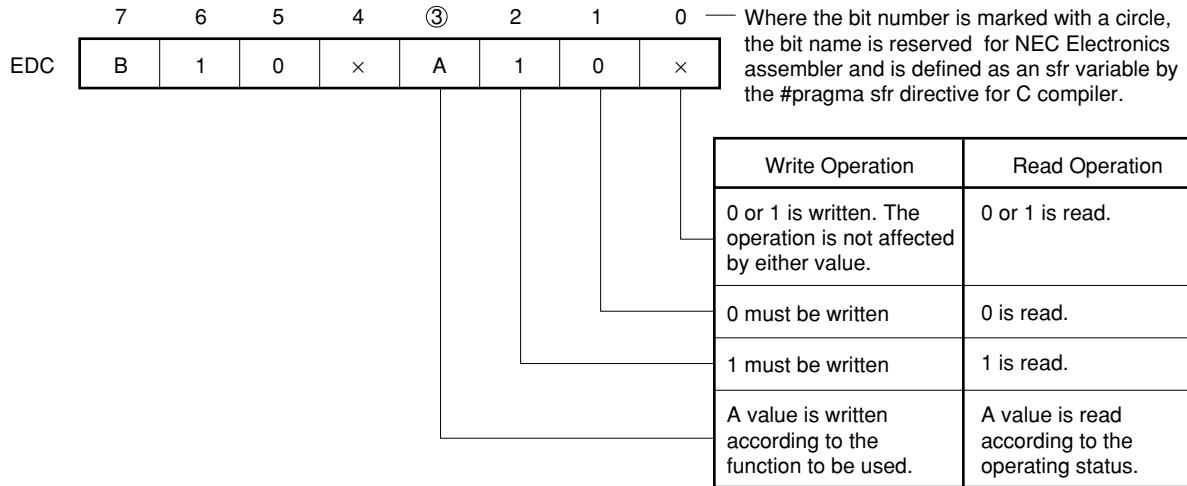 7 6 5 4 ③ 2 1 0 Where the bit number is marked with a circle,
the bit name is reserved for NEC Electronics
assembler and is defined as an sfr variable by
the #pragma sfr directive for C compiler.
EDC B 1 0 × A 1 0 ×
Write Operation Read Operation
0 or 1 is written. The 0 or 1 is read.
operation is not affected
by either value.
0 must be written 0 is read.
1 must be written 1 is read.
A value is written A value is read
according to the according to the
function to be used. operating status.